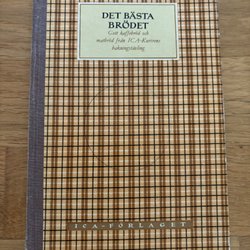 DET BÄSTA
BRÖDET
Gott kaffebröd och
matbröd från ICA-Kurirens
bakningstävling
ICA-FÖRLAGET